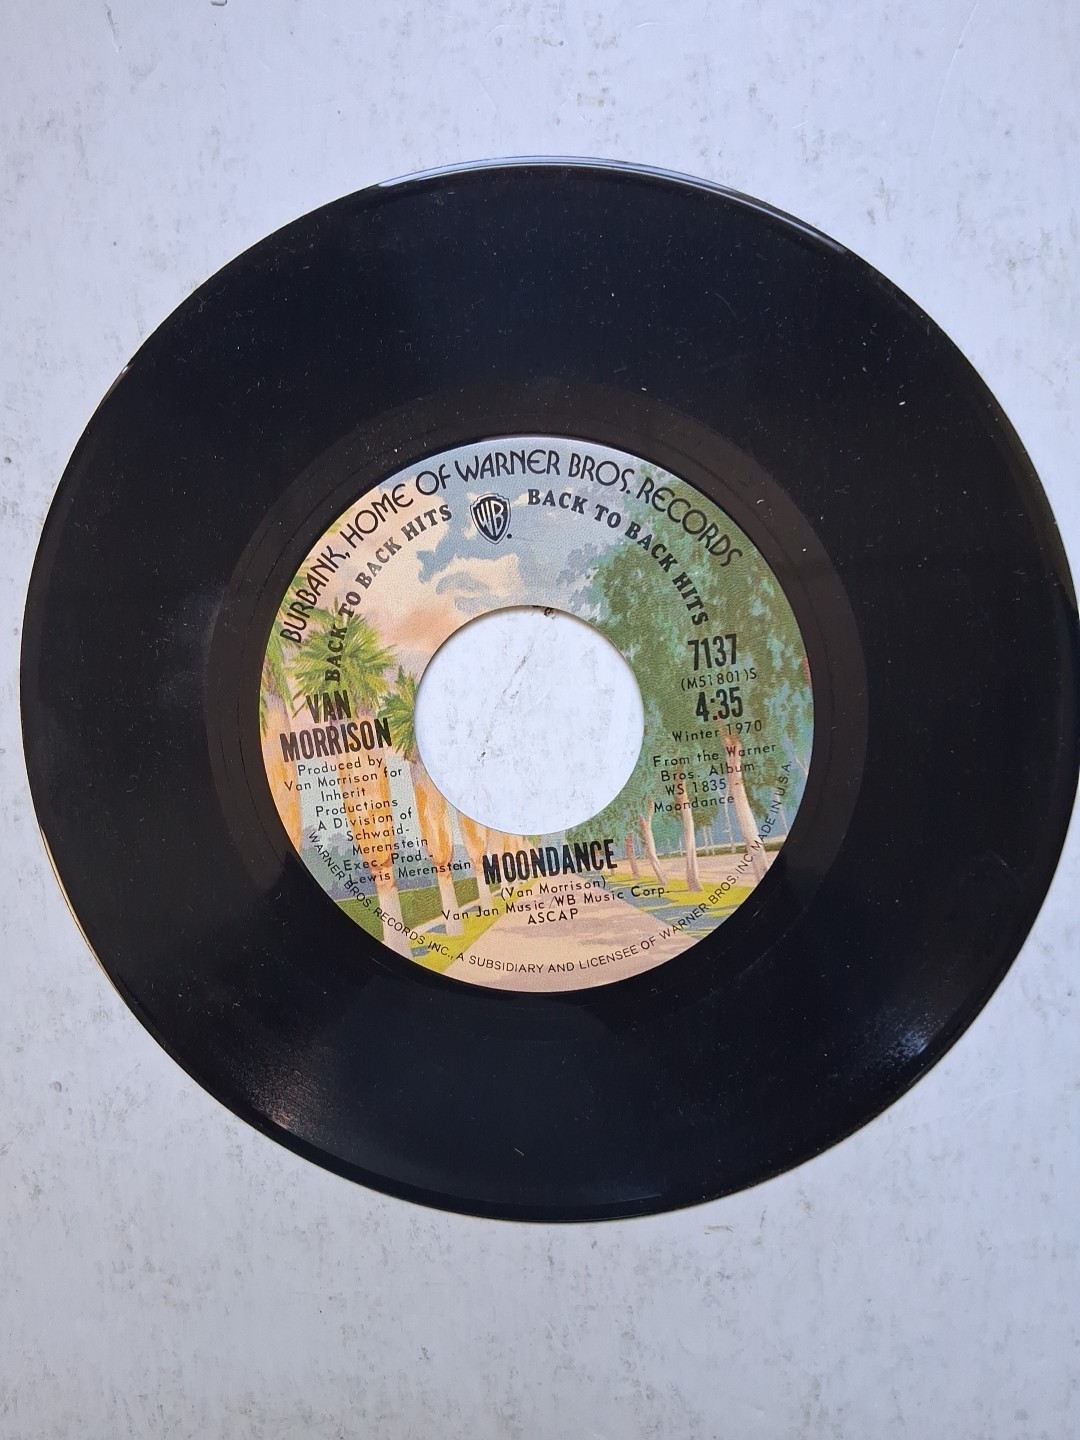 BURBANK, HOME OF WARNER BROS. RECORDS
BACK TO BACK HITS
WB
BACK TO BACK HITS
7137
(M51801)S
4:35
Winter 1970
From the Warner
Bros. Album
WS 1835 -
Moondance
VAN
MORRISON
Produced by
Van Morrison for
Inherit
Productions
A Division of
Schwaid-
Merenstein
Exec. Prod.-
Lewis Merenstein
MOONDANCE
(Van Morrison)
Van Jan Music/WB Music Corp.
ASCAP
WARNER BROS. RECORDS INC., A SUBSIDIARY AND LICENSEE OF WARNER BROS. INC. MADE IN U.S.A.